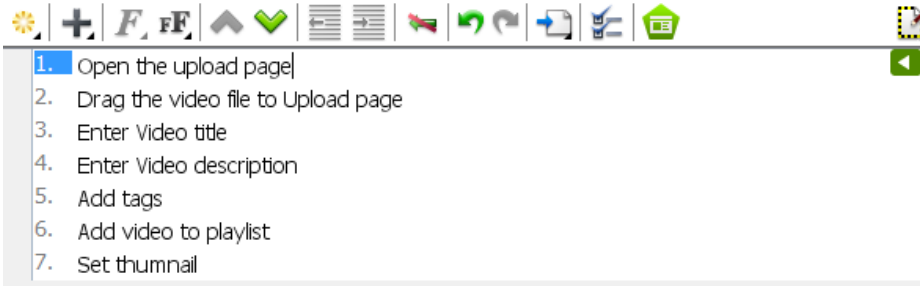 F FF
1. Open the upload page
2. Drag the video file to Upload page
3. Enter Video title
4. Enter Video description
5. Add tags
6. Add video to playlist
7. Set thumnail